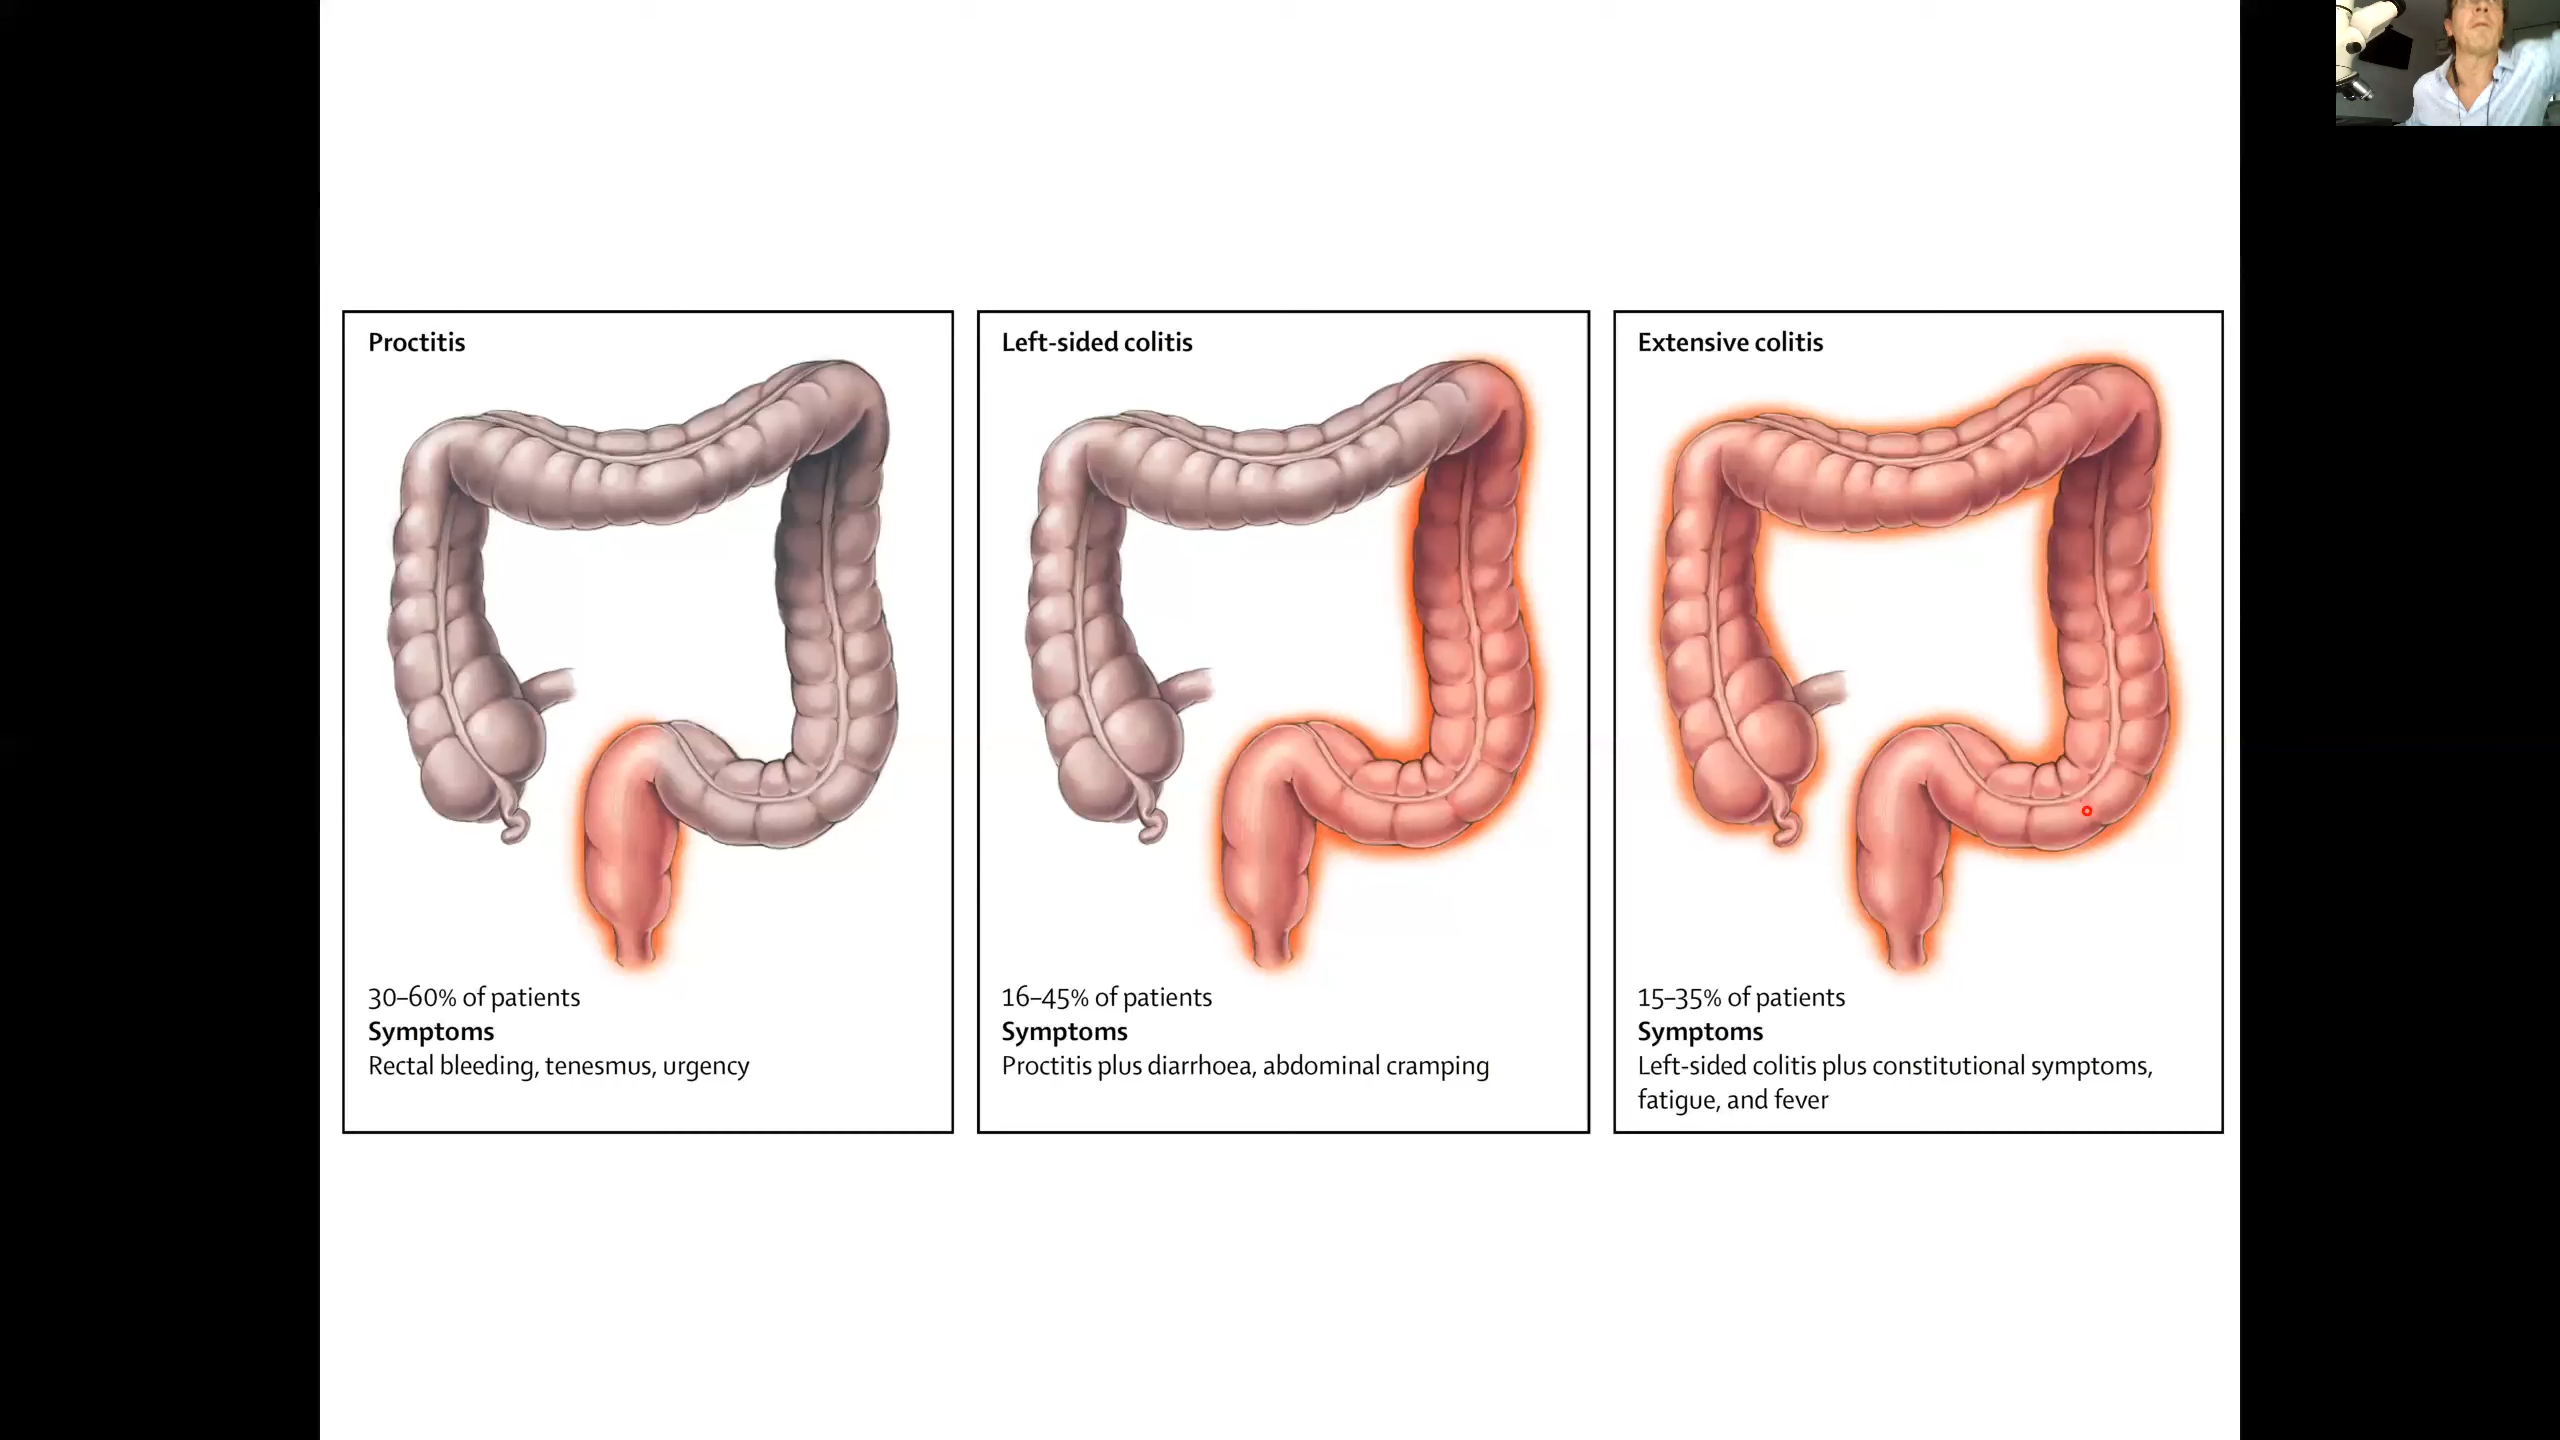 Proctitis
30–60% of patients
Symptoms
Rectal bleeding, tenesmus, urgency
Left-sided colitis
16–45% of patients
Symptoms
Proctitis plus diarrhoea, abdominal cramping
Extensive colitis
15–35% of patients
Symptoms
Left-sided colitis plus constitutional symptoms,
fatigue, and fever